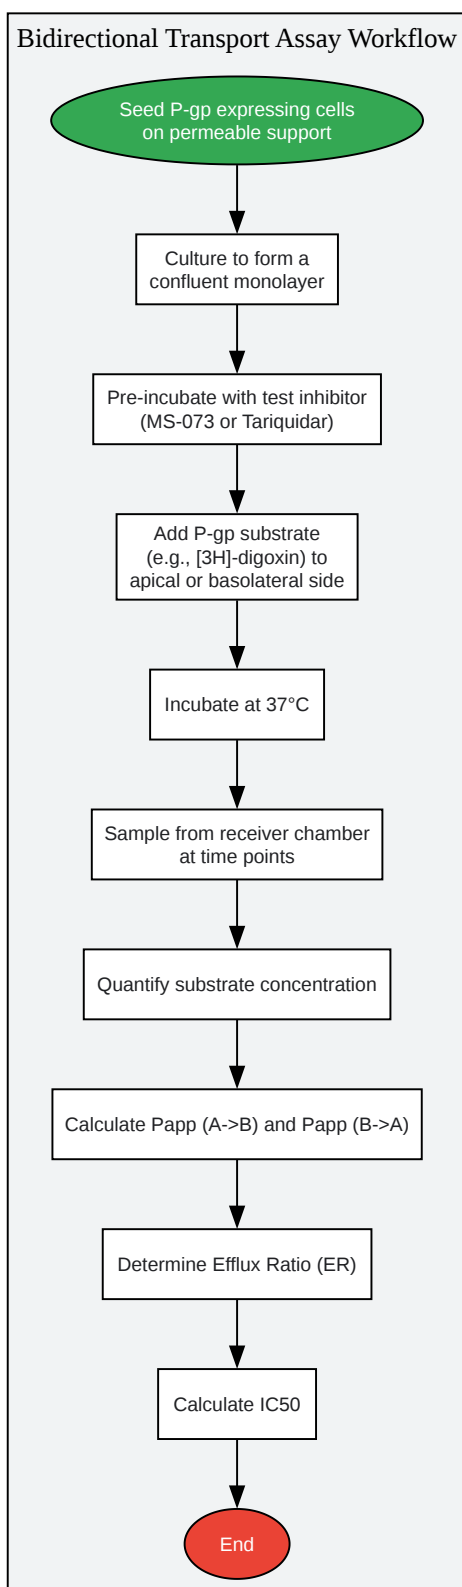 Bidirectional Transport Assay Workflow
Seed P-gp expressing cells
on permeable support
Culture to form a
confluent monolayer
Pre-incubate with test inhibitor
(MS-073 or Tariquidar)
Add P-gp substrate
(e.g., [3H]-digoxin) to
apical or basolateral side
Incubate at 37°C
Sample from receiver chamber
at time points
Quantify substrate concentration
Calculate Papp (A->B) and Papp (B->A)
Determine Efflux Ratio (ER)
Calculate IC50
End